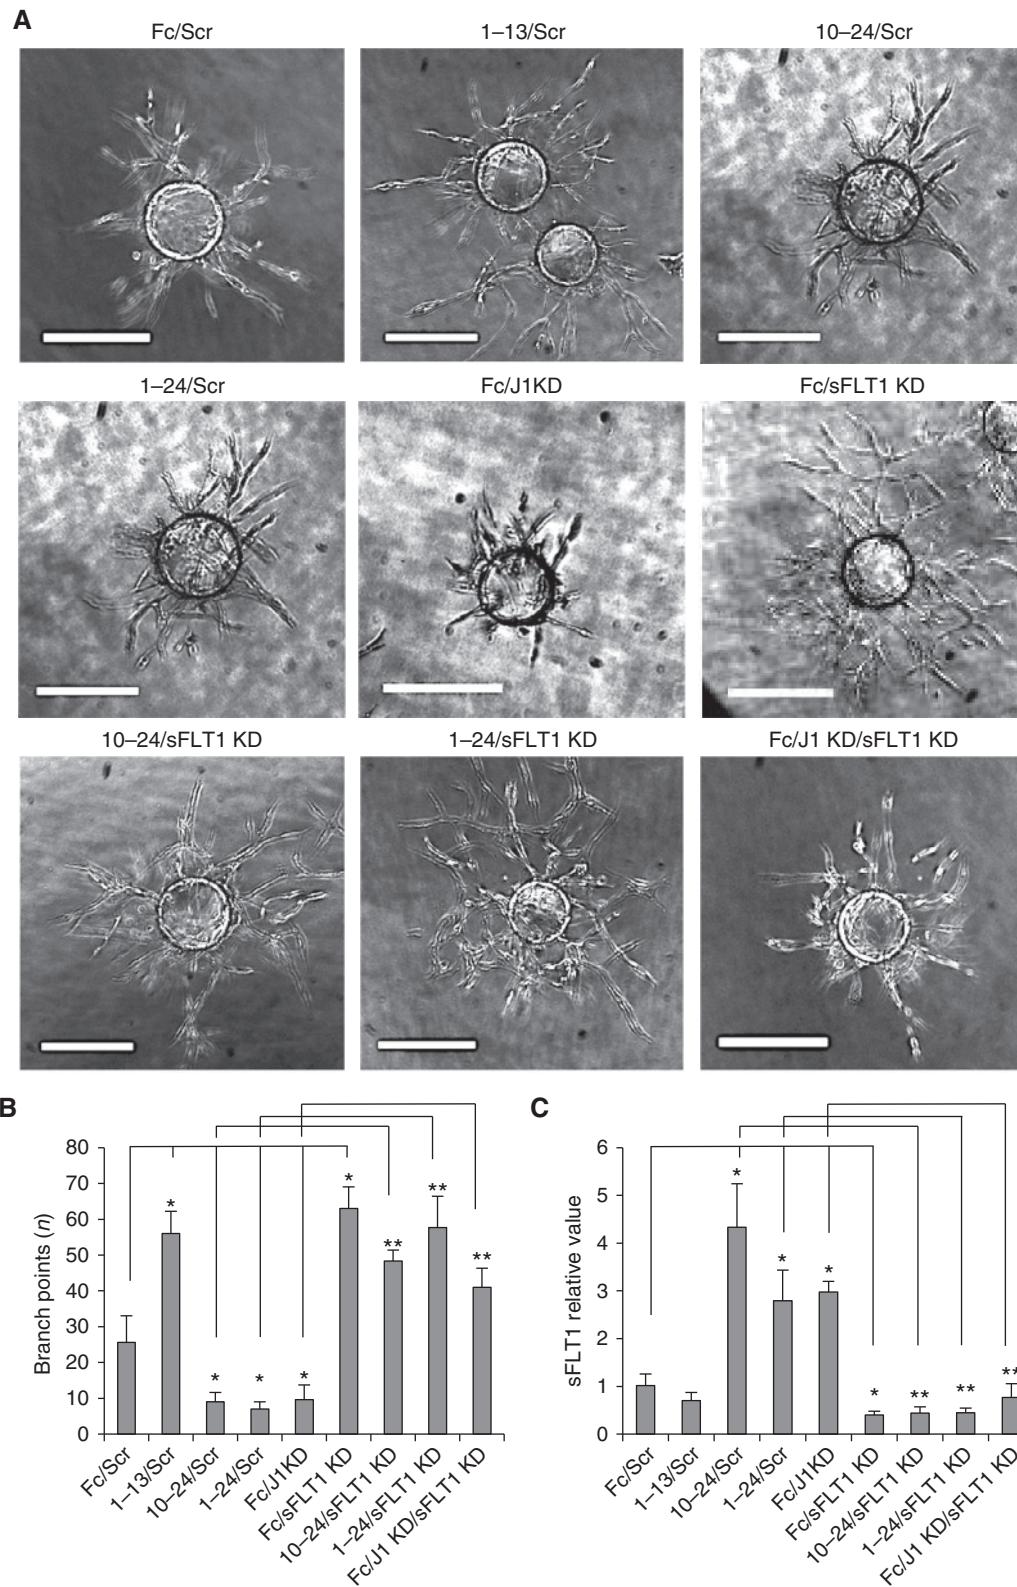 A
Fc/Scr
1–13/Scr
10–24/Scr
1–24/Scr
Fc/J1KD
Fc/sFLT1 KD
10–24/sFLT1 KD
1–24/sFLT1 KD
Fc/J1 KD/sFLT1 KD
B
Branch points (n)
80
70
60
50
40
30
20
10
0
*
*
*
*
*
**
**
**
Fc/Scr
1–13/Scr
10–24/Scr
1–24/Scr
Fc/J1KD
Fc/sFLT1 KD
10–24/sFLT1 KD
1–24/sFLT1 KD
Fc/J1 KD/sFLT1 KD
C
sFLT1 relative value
6
5
4
3
2
1
0
*
*
*
*
**
**
**
Fc/Scr
1–13/Scr
10–24/Scr
1–24/Scr
Fc/J1KD
Fc/sFLT1 KD
10–24/sFLT1 KD
1–24/sFLT1 KD
Fc/J1 KD/sFLT1 KD